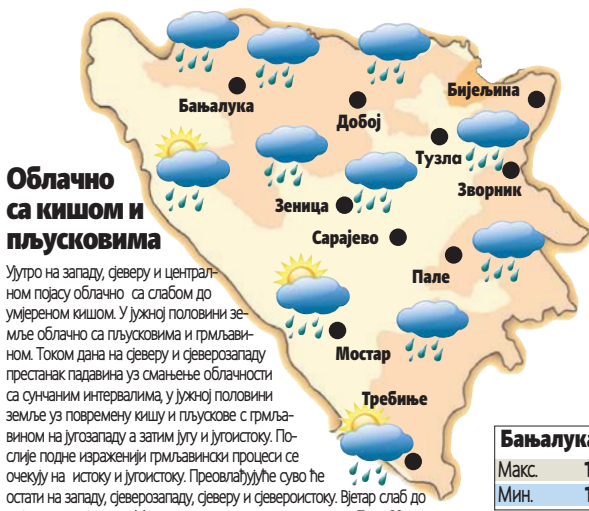 Бањалука
Добој
Бијељина
Тузла
Зворник
Зеница
Сарајево
Пале
Мостар
Требиње
Облачно
са кишом и
пљусковима
Ујутро на западу, сјеверу и централ-
ном појасу облачно са слабом до
умјереном кишом. У јужној половини зе-
мље облачно са пљусковима и грмљави-
ном. Током дана на сјеверу и сјеверозападу
престанак падавина уз смањење облачности
са сунчаним интервалима, у јужној половини
земље уз повремену кишу и пљускове с грмља-
вином на југозападу а затим југу и југоистоку. По-
слије подне израженији грмљавински процеси се
очекују на истоку и југоистоку. Преовлађујуће суво ће
остати на западу, сјеверозападу, сјеверу и сјевероистоку. Вјетар слаб до
Бањалука
Макс.
Мин.